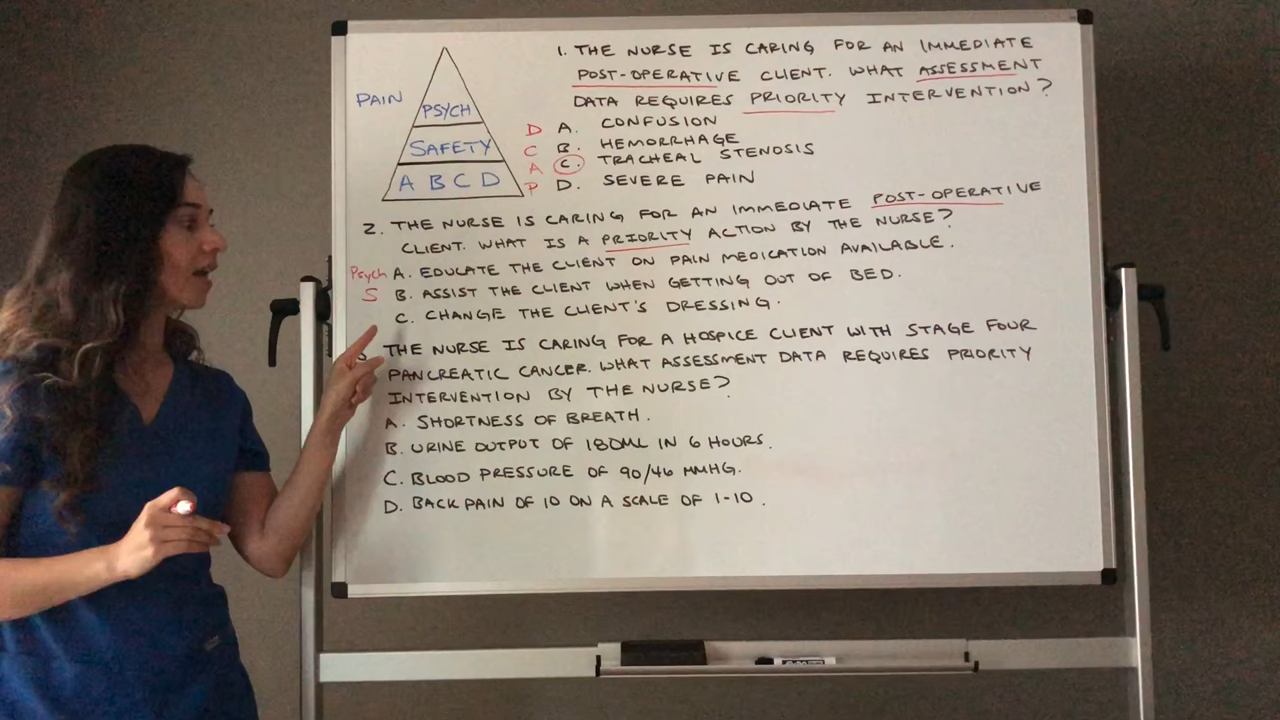 PAIN
PSYCH
SAFETY
A B C D
1. THE NURSE IS CARING FOR AN IMMEDIATE
POST-OPERATIVE CLIENT. WHAT ASSESSMENT
DATA REQUIRES PRIORITY INTERVENTION?
D A. CONFUSION
C B. HEMORRHAGE
A C. TRACHEAL STENOSIS
P D. SEVERE PAIN
2. THE NURSE IS CARING FOR AN IMMEDIATE POST-OPERATIVE
CLIENT. WHAT IS A PRIORITY ACTION BY THE NURSE?
Psych A. EDUCATE THE CLIENT ON PAIN MEDICATION AVAILABLE.
S B. ASSIST THE CLIENT WHEN GETTING OUT OF BED.
C. CHANGE THE CLIENT'S DRESSING.
THE NURSE IS CARING FOR A HOSPICE CLIENT WITH STAGE FOUR
PANCREATIC CANCER. WHAT ASSESSMENT DATA REQUIRES PRIORITY
INTERVENTION BY THE NURSE?
A. SHORTNESS OF BREATH.
B. URINE OUTPUT OF 180ML IN 6 HOURS.
C. BLOOD PRESSURE OF 90/46 MMHG.
D. BACK PAIN OF 10 ON A SCALE OF 1-10.